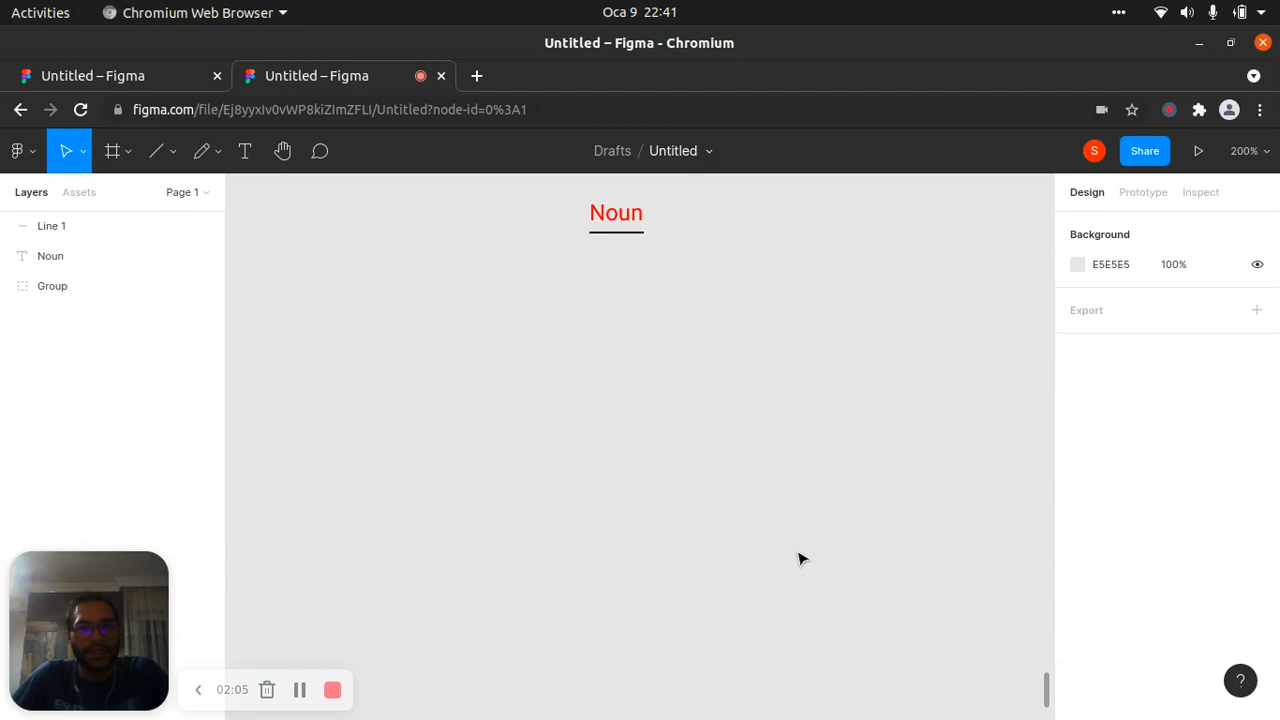 Activities
Chromium Web Browser
Oca 9 22:41
Untitled – Figma - Chromium
Untitled – Figma
Untitled – Figma
figma.com/file/Ej8yyxIv0vWP8kiZImZFLI/Untitled?node-id=0%3A1
Drafts / Untitled
S
Share
200%
Layers
Assets
Page 1
Design
Prototype
Inspect
Line 1
Noun
Group
Noun
Background
E5E5E5
100%
Export
02:05
?